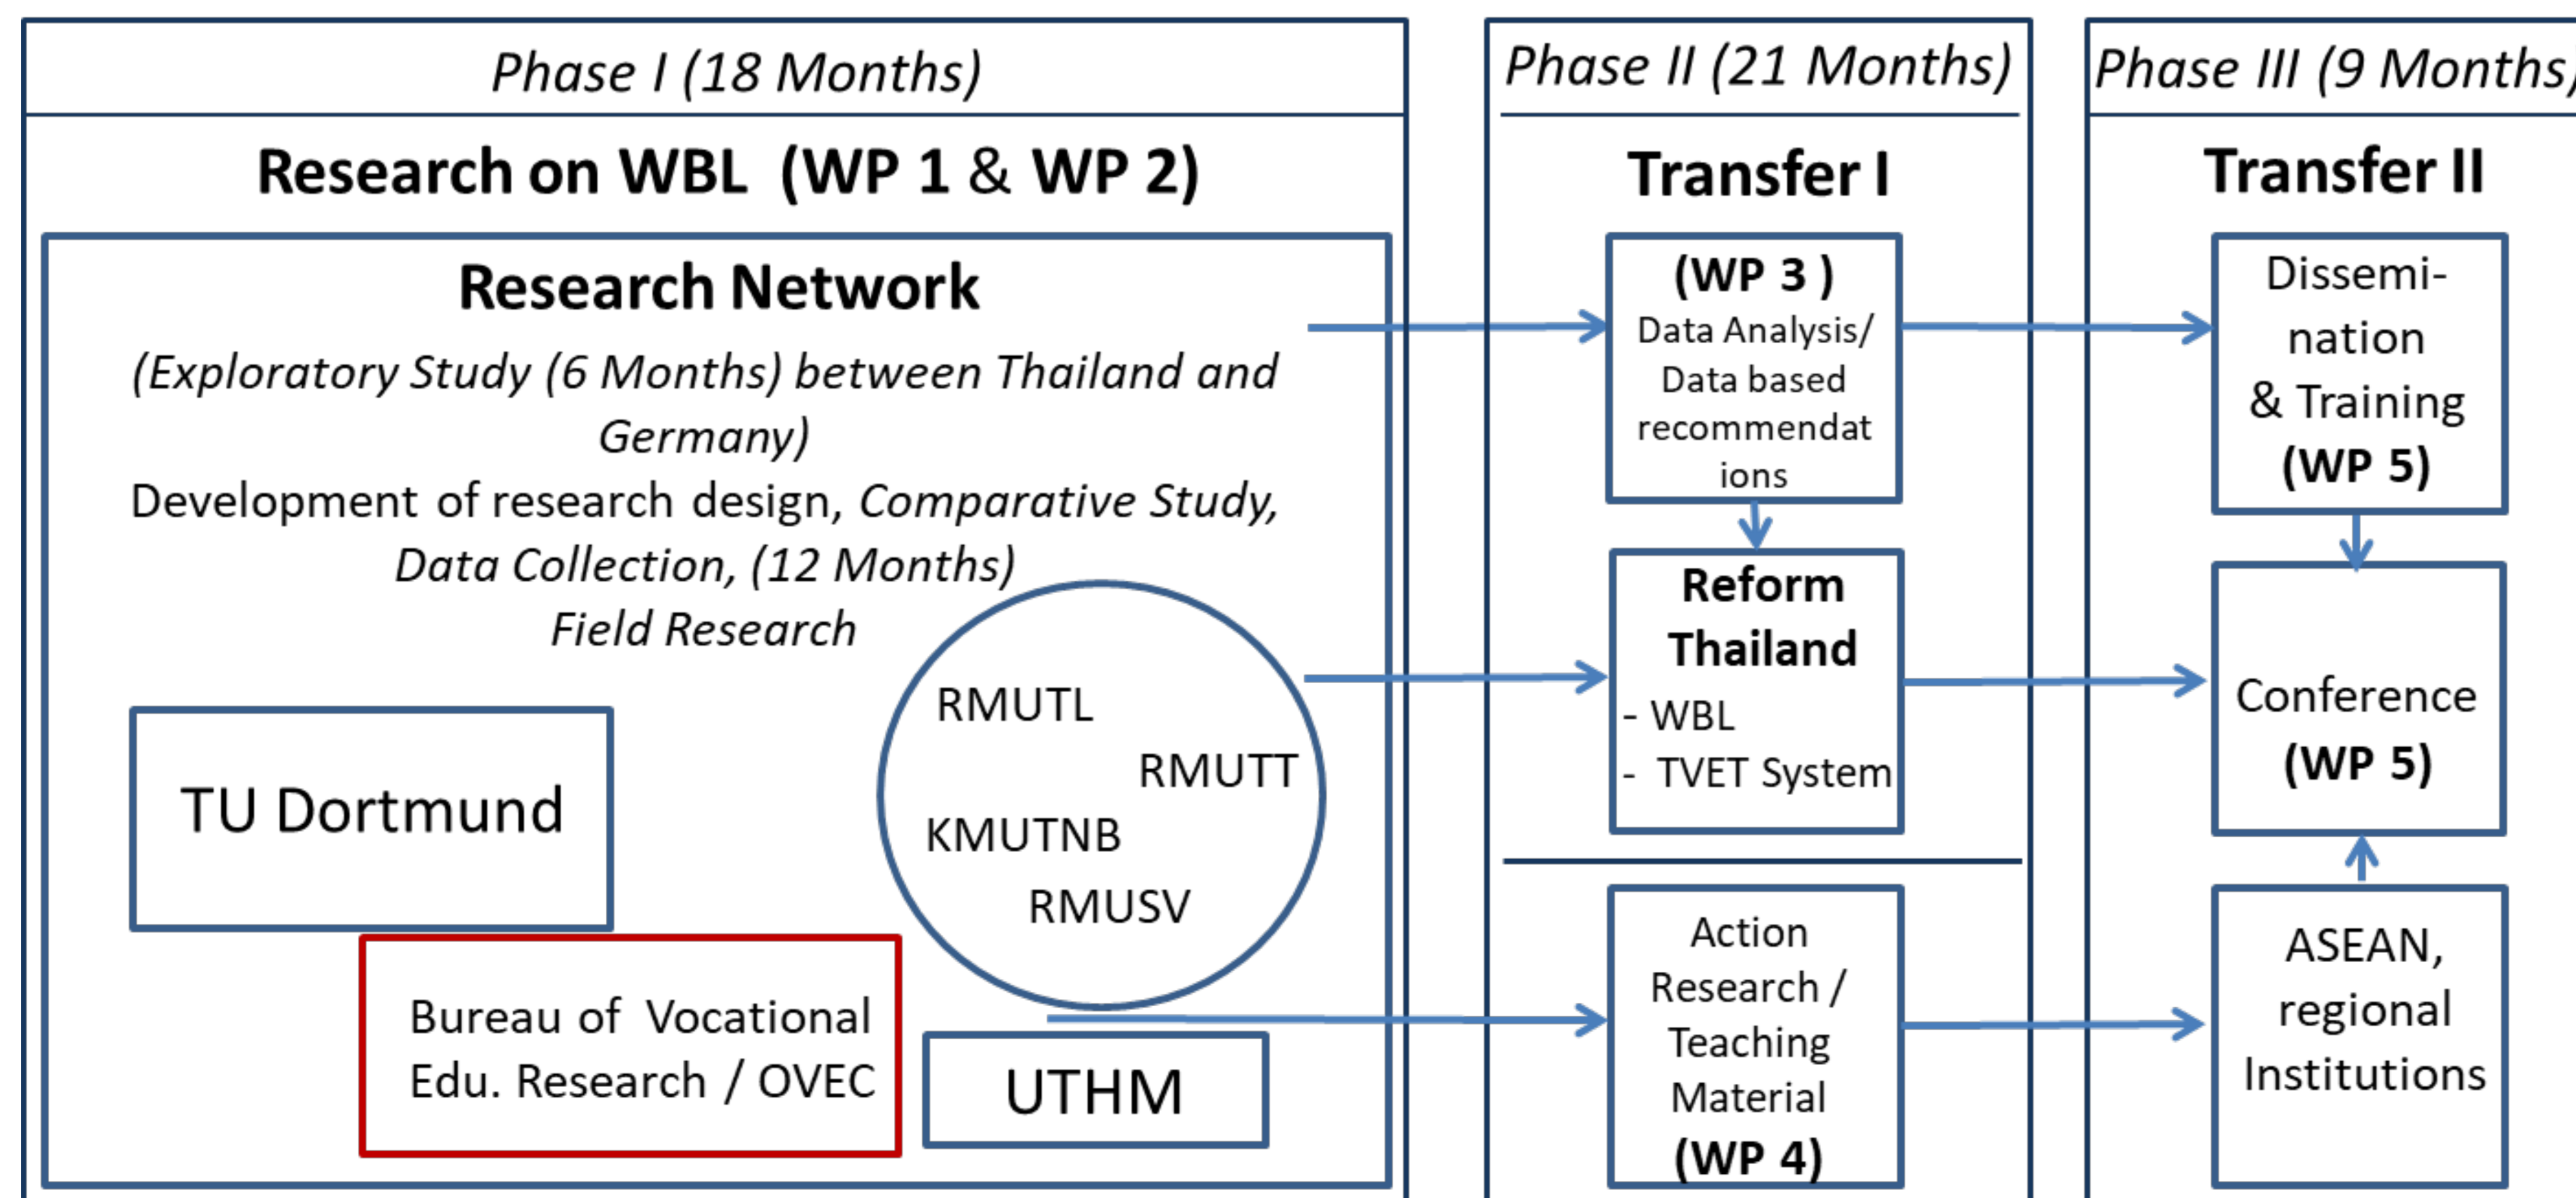 Phase I (18 Months)
Research on WBL (WP 1 & WP 2)
Research Network
(Exploratory Study (6 Months) between Thailand and
Germany)
Development of research design, Comparative Study,
Data Collection, (12 Months)
Field Research
TU Dortmund
RMUTL
RMUTT
KMUTNB
RMUSV
Bureau of Vocational
Edu. Research / OVEC
UTHM
Phase II (21 Months)
Transfer I
(WP 3 )
Data Analysis/
Data based
recommendat
ions
Reform
Thailand
- WBL
- TVET System
Action
Research /
Teaching
Material
(WP 4)
Phase III (9 Months)
Transfer II
Dissemi-
nation
& Training
(WP 5)
Conference
(WP 5)
ASEAN,
regional
Institutions